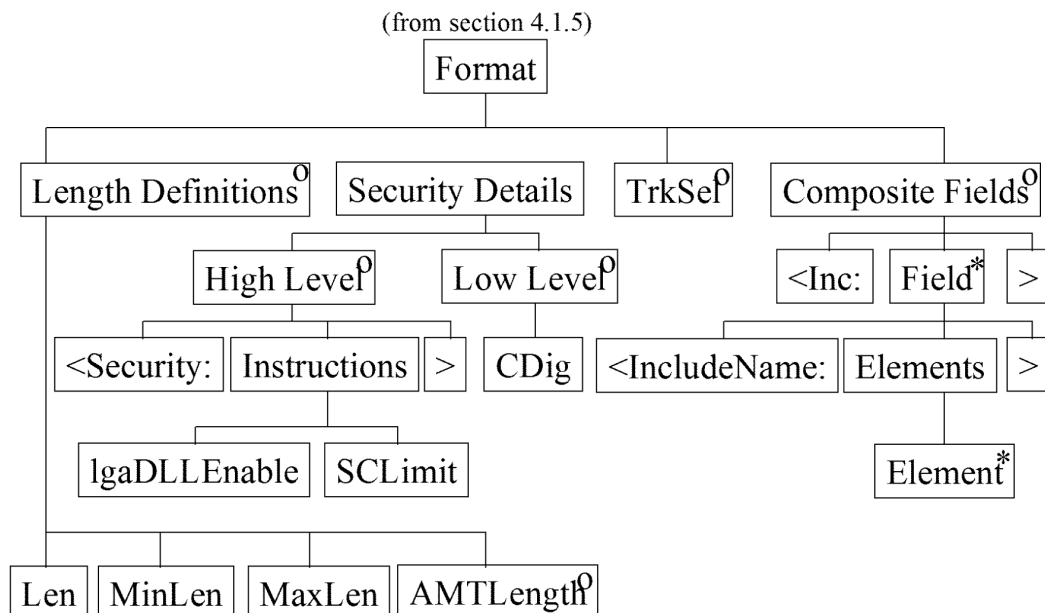 (from section 4.1.5)
Format
Length Definitions o
Security Details
TrkSel o
Composite Fields o
High Level o
Low Level o
<Inc:
Field *
>
<Security:
Instructions
>
CDig
<IncludeName:
Elements
>
lgaDLLEnable
SCLimit
Element *
Len
MinLen
MaxLen
AMTLength o